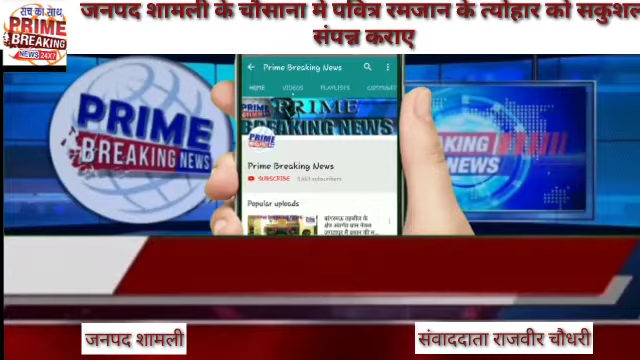 जनपद शामली के चौसाना मे पवित्र रमजान के त्योहार को सकुशल
संपन्न कराए
सच का साथ
PRIME
BREAKING
NEWS 24X7
Prime Breaking News
HOME VIDEOS PLAYLISTS COMMUNITY
PRIME
BREAKING NEWS
PRIME
BREAKING NEWS
KING
NEWS
Prime Breaking News
SUBSCRIBE
subscribers
Popular uploads
जनपद शामली
संवाददाता राजवीर चौधरी